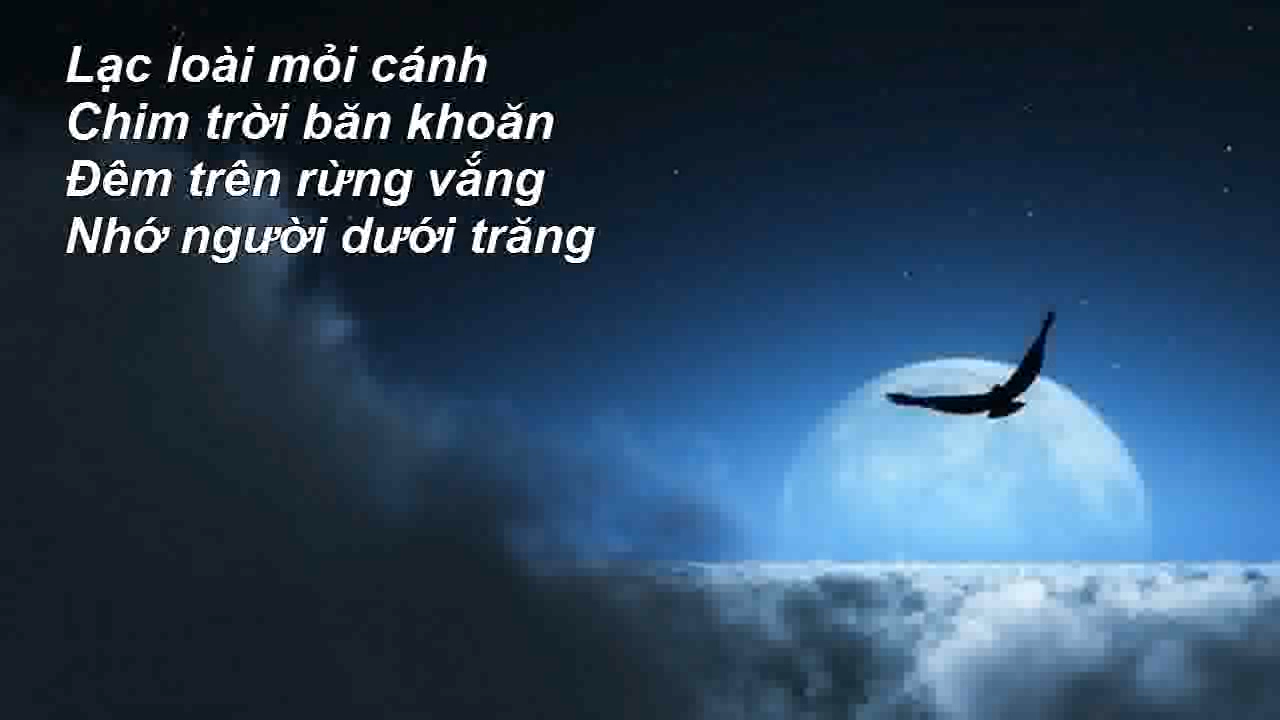 Lạc loài mỏi cánh
Chim trời băn khoăn
Đêm trên rừng vắng
Nhớ người dưới trăng